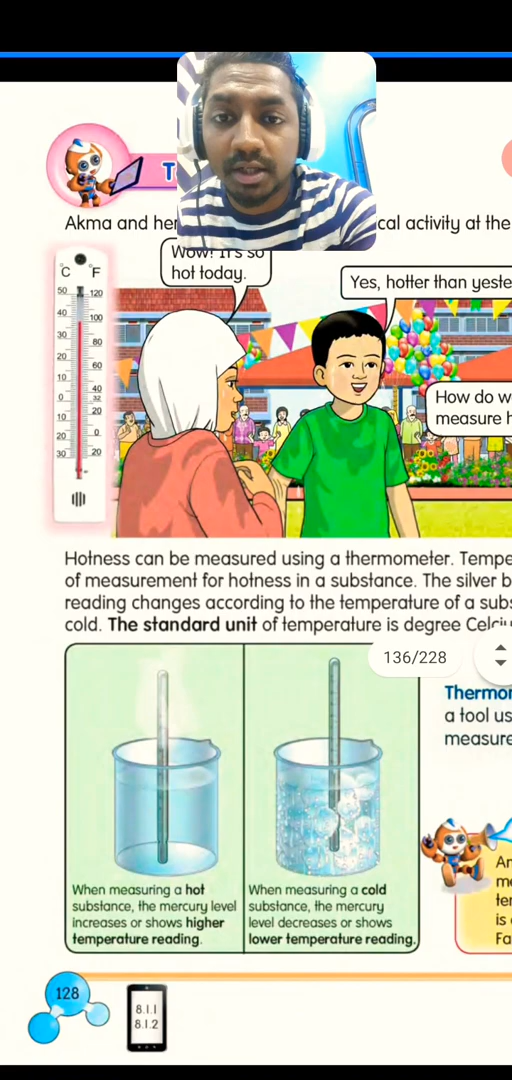 T
Akma and her
cal activity at the
Wow! It's so
hot today.
Yes, hotter than yeste
How do w
measure h
°C °F
50 120
40 100
30 80
20 60
10 40
0 32
10 20
20 0
30 20
Hotness can be measured using a thermometer. Tempe
of measurement for hotness in a substance. The silver b
reading changes according to the temperature of a subs
cold. The standard unit of temperature is degree Celciu
136/228
Thermo
a tool us
measure
When measuring a hot
substance, the mercury level
increases or shows higher
temperature reading.
When measuring a cold
substance, the mercury
level decreases or shows
lower temperature reading.
An
me
ter
is
Fa
128
8.1.1
8.1.2